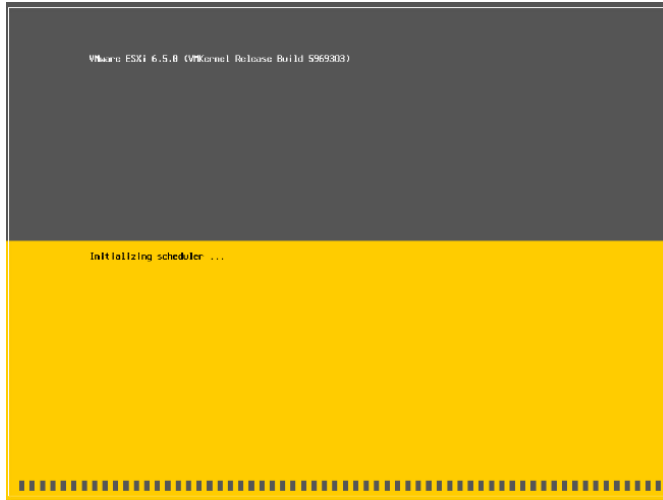 VMware ESXi 6.5.0 (VMKernel Release Build 5969303)
Initializing scheduler ...